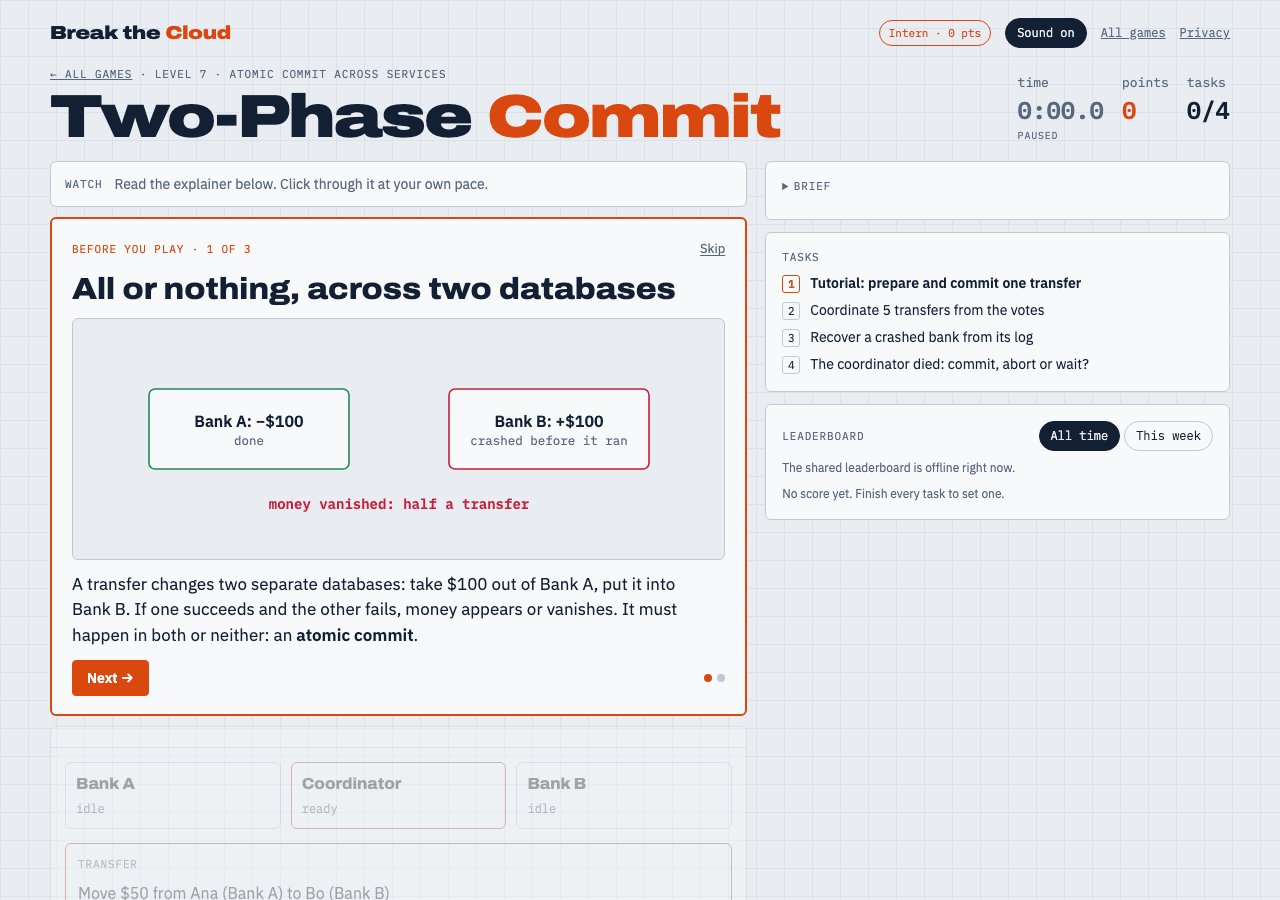 Break the Cloud
Intern · 0 pts
Sound on
All games
Privacy
← ALL GAMES · LEVEL 7 · ATOMIC COMMIT ACROSS SERVICES
Two-Phase Commit
time
0:00.0
PAUSED
points
0
tasks
0/4
WATCH Read the explainer below. Click through it at your own pace.
BEFORE YOU PLAY · 1 OF 3
Skip
All or nothing, across two databases
Bank A: −$100
done
Bank B: +$100
crashed before it ran
money vanished: half a transfer
A transfer changes two separate databases: take $100 out of Bank A, put it into
Bank B. If one succeeds and the other fails, money appears or vanishes. It must
happen in both or neither: an atomic commit.
Next →
Bank A
idle
Coordinator
ready
Bank B
idle
TRANSFER
Move $50 from Ana (Bank A) to Bo (Bank B)
▶ BRIEF
TASKS
1 Tutorial: prepare and commit one transfer
2 Coordinate 5 transfers from the votes
3 Recover a crashed bank from its log
4 The coordinator died: commit, abort or wait?
LEADERBOARD
All time
This week
The shared leaderboard is offline right now.
No score yet. Finish every task to set one.